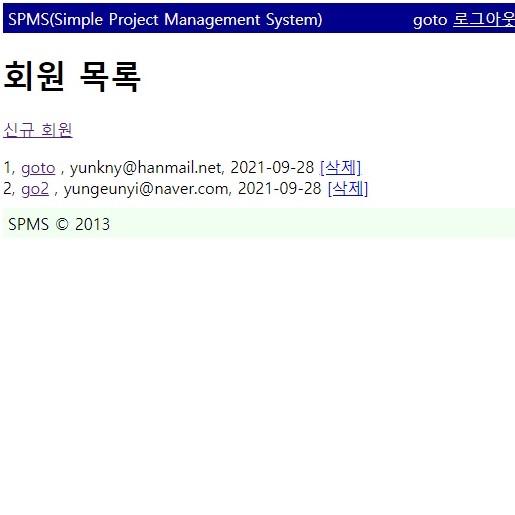 SPMS(Simple Project Management System) goto 로그아웃
회원 목록
신규 회원
1, goto , yunkny@hanmail.net, 2021-09-28 [삭제]
2, go2 , yungeunyi@naver.com, 2021-09-28 [삭제]
SPMS © 2013